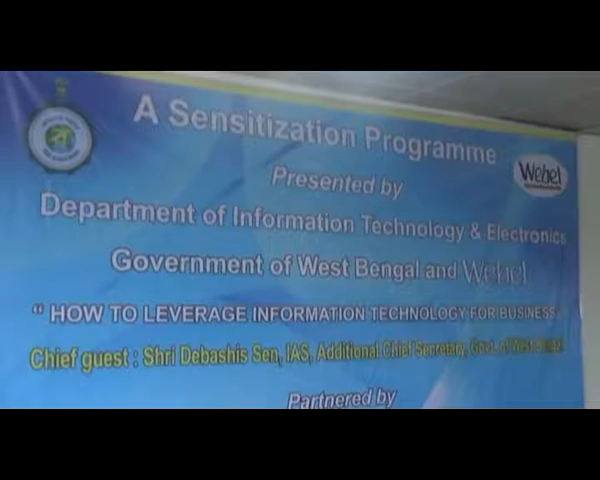 A Sensitization Programme
Webel
Presented by
Department of Information Technology & Electronics
Government of West Bengal and Webel
" HOW TO LEVERAGE INFORMATION TECHNOLOGY FOR BUSINESS"
Chief guest : Shri Debashis Sen, IAS, Additional Chief Secretary, Govt. of West Bengal
Partnered by